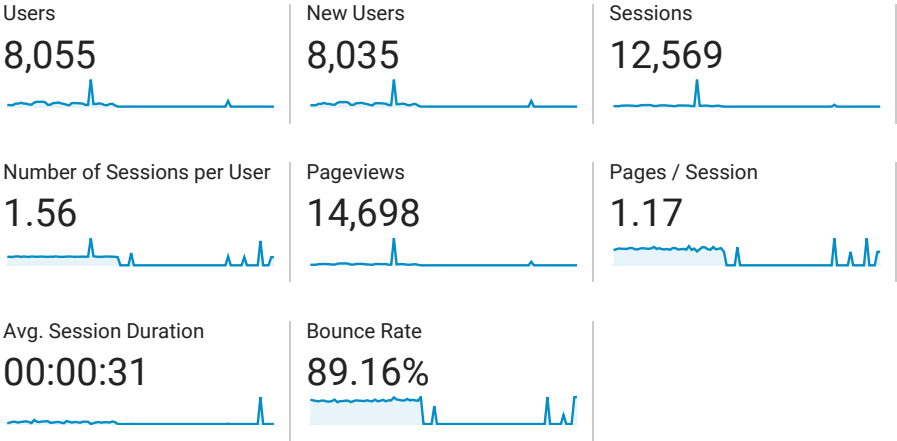 Users
New Users
Sessions
8,055
8,035
12,569
Number of Sessions per User
Pageviews
Pages / Session
1.56
14,698
1.17
Avg. Session Duration
Bounce Rate
00:00:31
89.16%